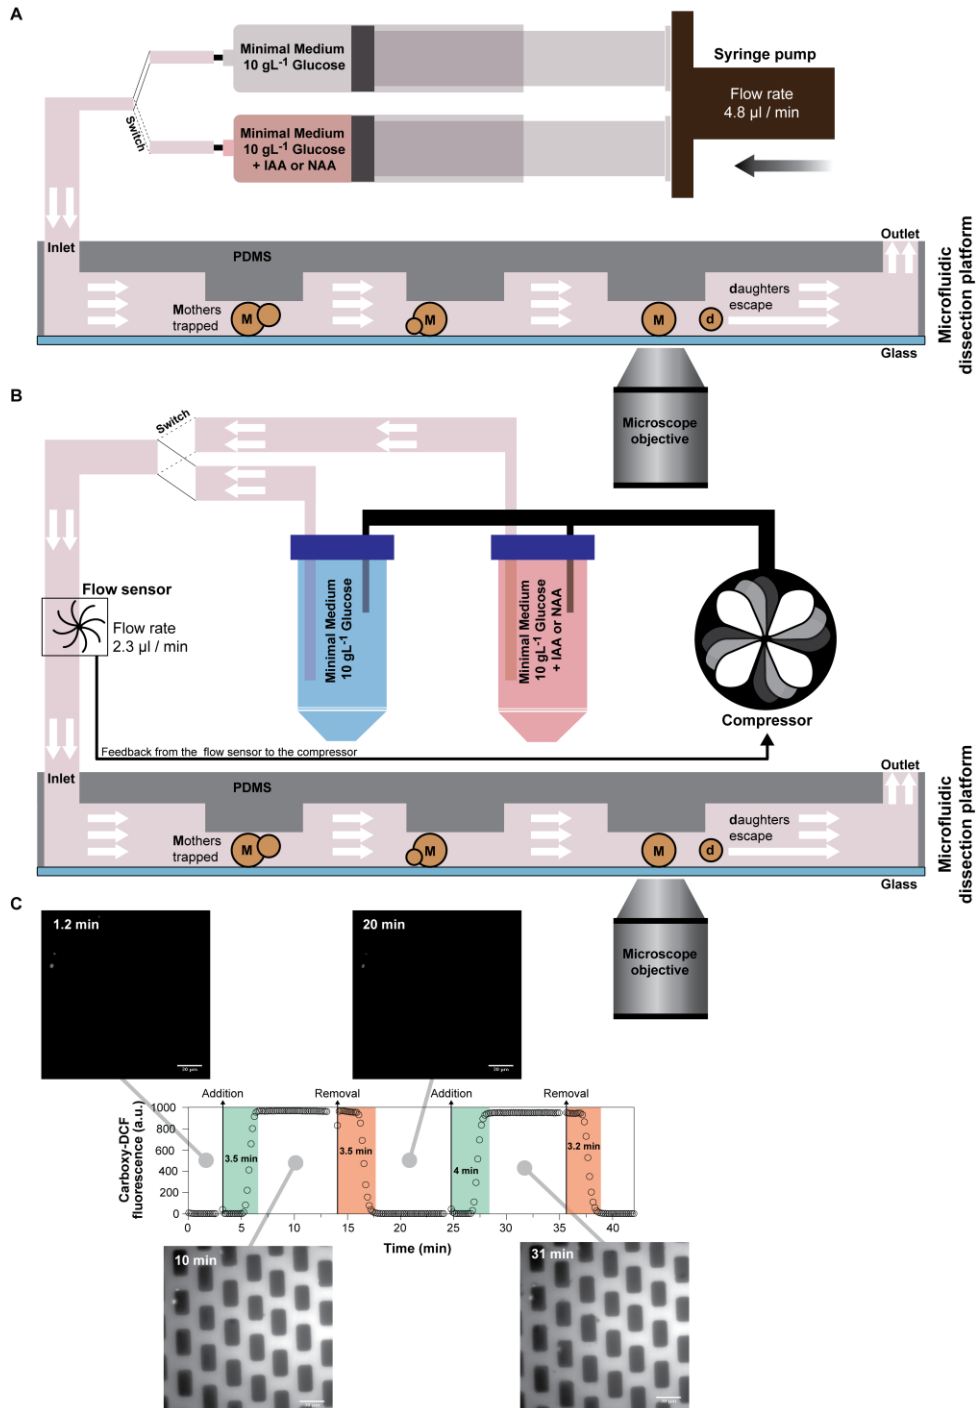 A
Minimal Medium
10 gL-1 Glucose
Syringe pump
Flow rate
4.8 µl / min
Switch
Minimal Medium
10 gL-1 Glucose
+ IAA or NAA
Inlet
PDMS
Outlet
Mothers
trapped
M
M
M
d
daughters
escape
Glass
Microfluidic
dissection platform
Microscope
objective
B
Switch
Flow sensor
Flow rate
2.3 µl / min
Minimal Medium
10 gL-1 Glucose
Minimal Medium
10 gL-1 Glucose
+ IAA or NAA
Compressor
Feedback from the flow sensor to the compressor
Inlet
PDMS
Outlet
Mothers
trapped
M
M
M
d
daughters
escape
Glass
Microfluidic
dissection platform
Microscope
objective
C
1.2 min
20 µm
20 min
20 µm
Addition
Removal
Addition
Removal
Carboxy-DCF
fluorescence (a.u.)
1000
800
600
400
200
0
3.5 min
3.5 min
4 min
3.2 min
0 5 10 15 20 25 30 35 40
Time (min)
10 min
31 min